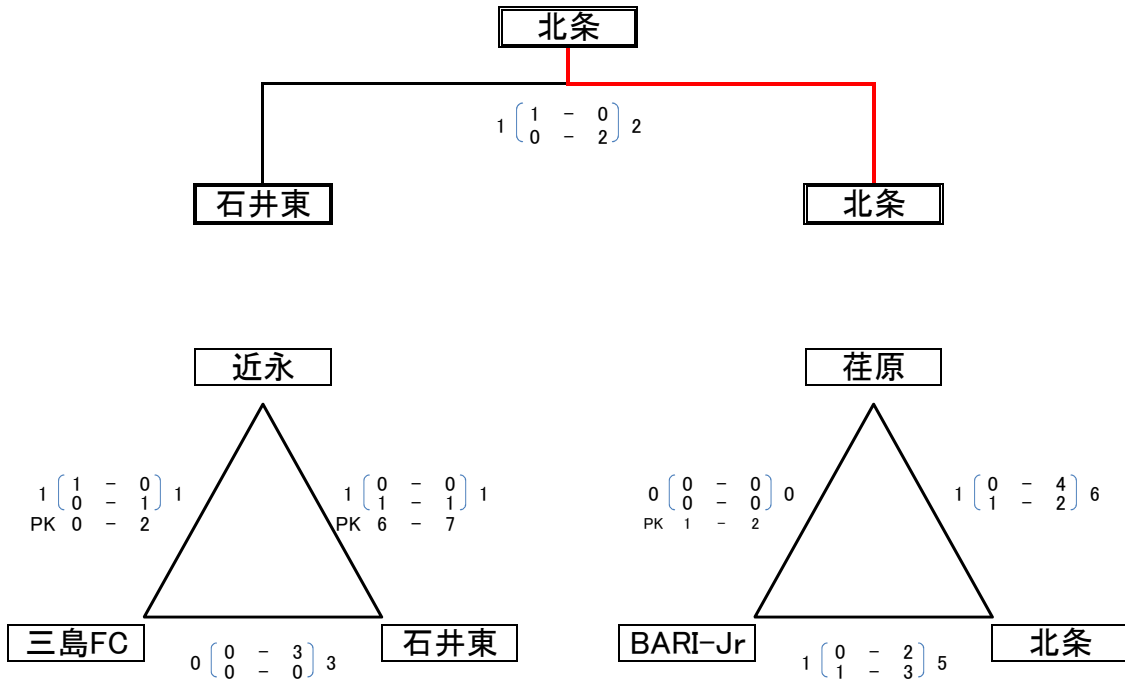 北条
1 1 - 0 2
0 - 2
石井東 北条
近永 荏原
1 1 - 0 1
0 - 1
PK 0 - 2
1 0 - 0 1
1 - 1
PK 6 - 7
0 0 - 0 0
0 - 0
PK 1 - 2
1 0 - 4 6
1 - 2
三島FC 石井東 BARI-Jr 北条
0 0 - 3 3
0 - 0
1 0 - 2 5
1 - 3